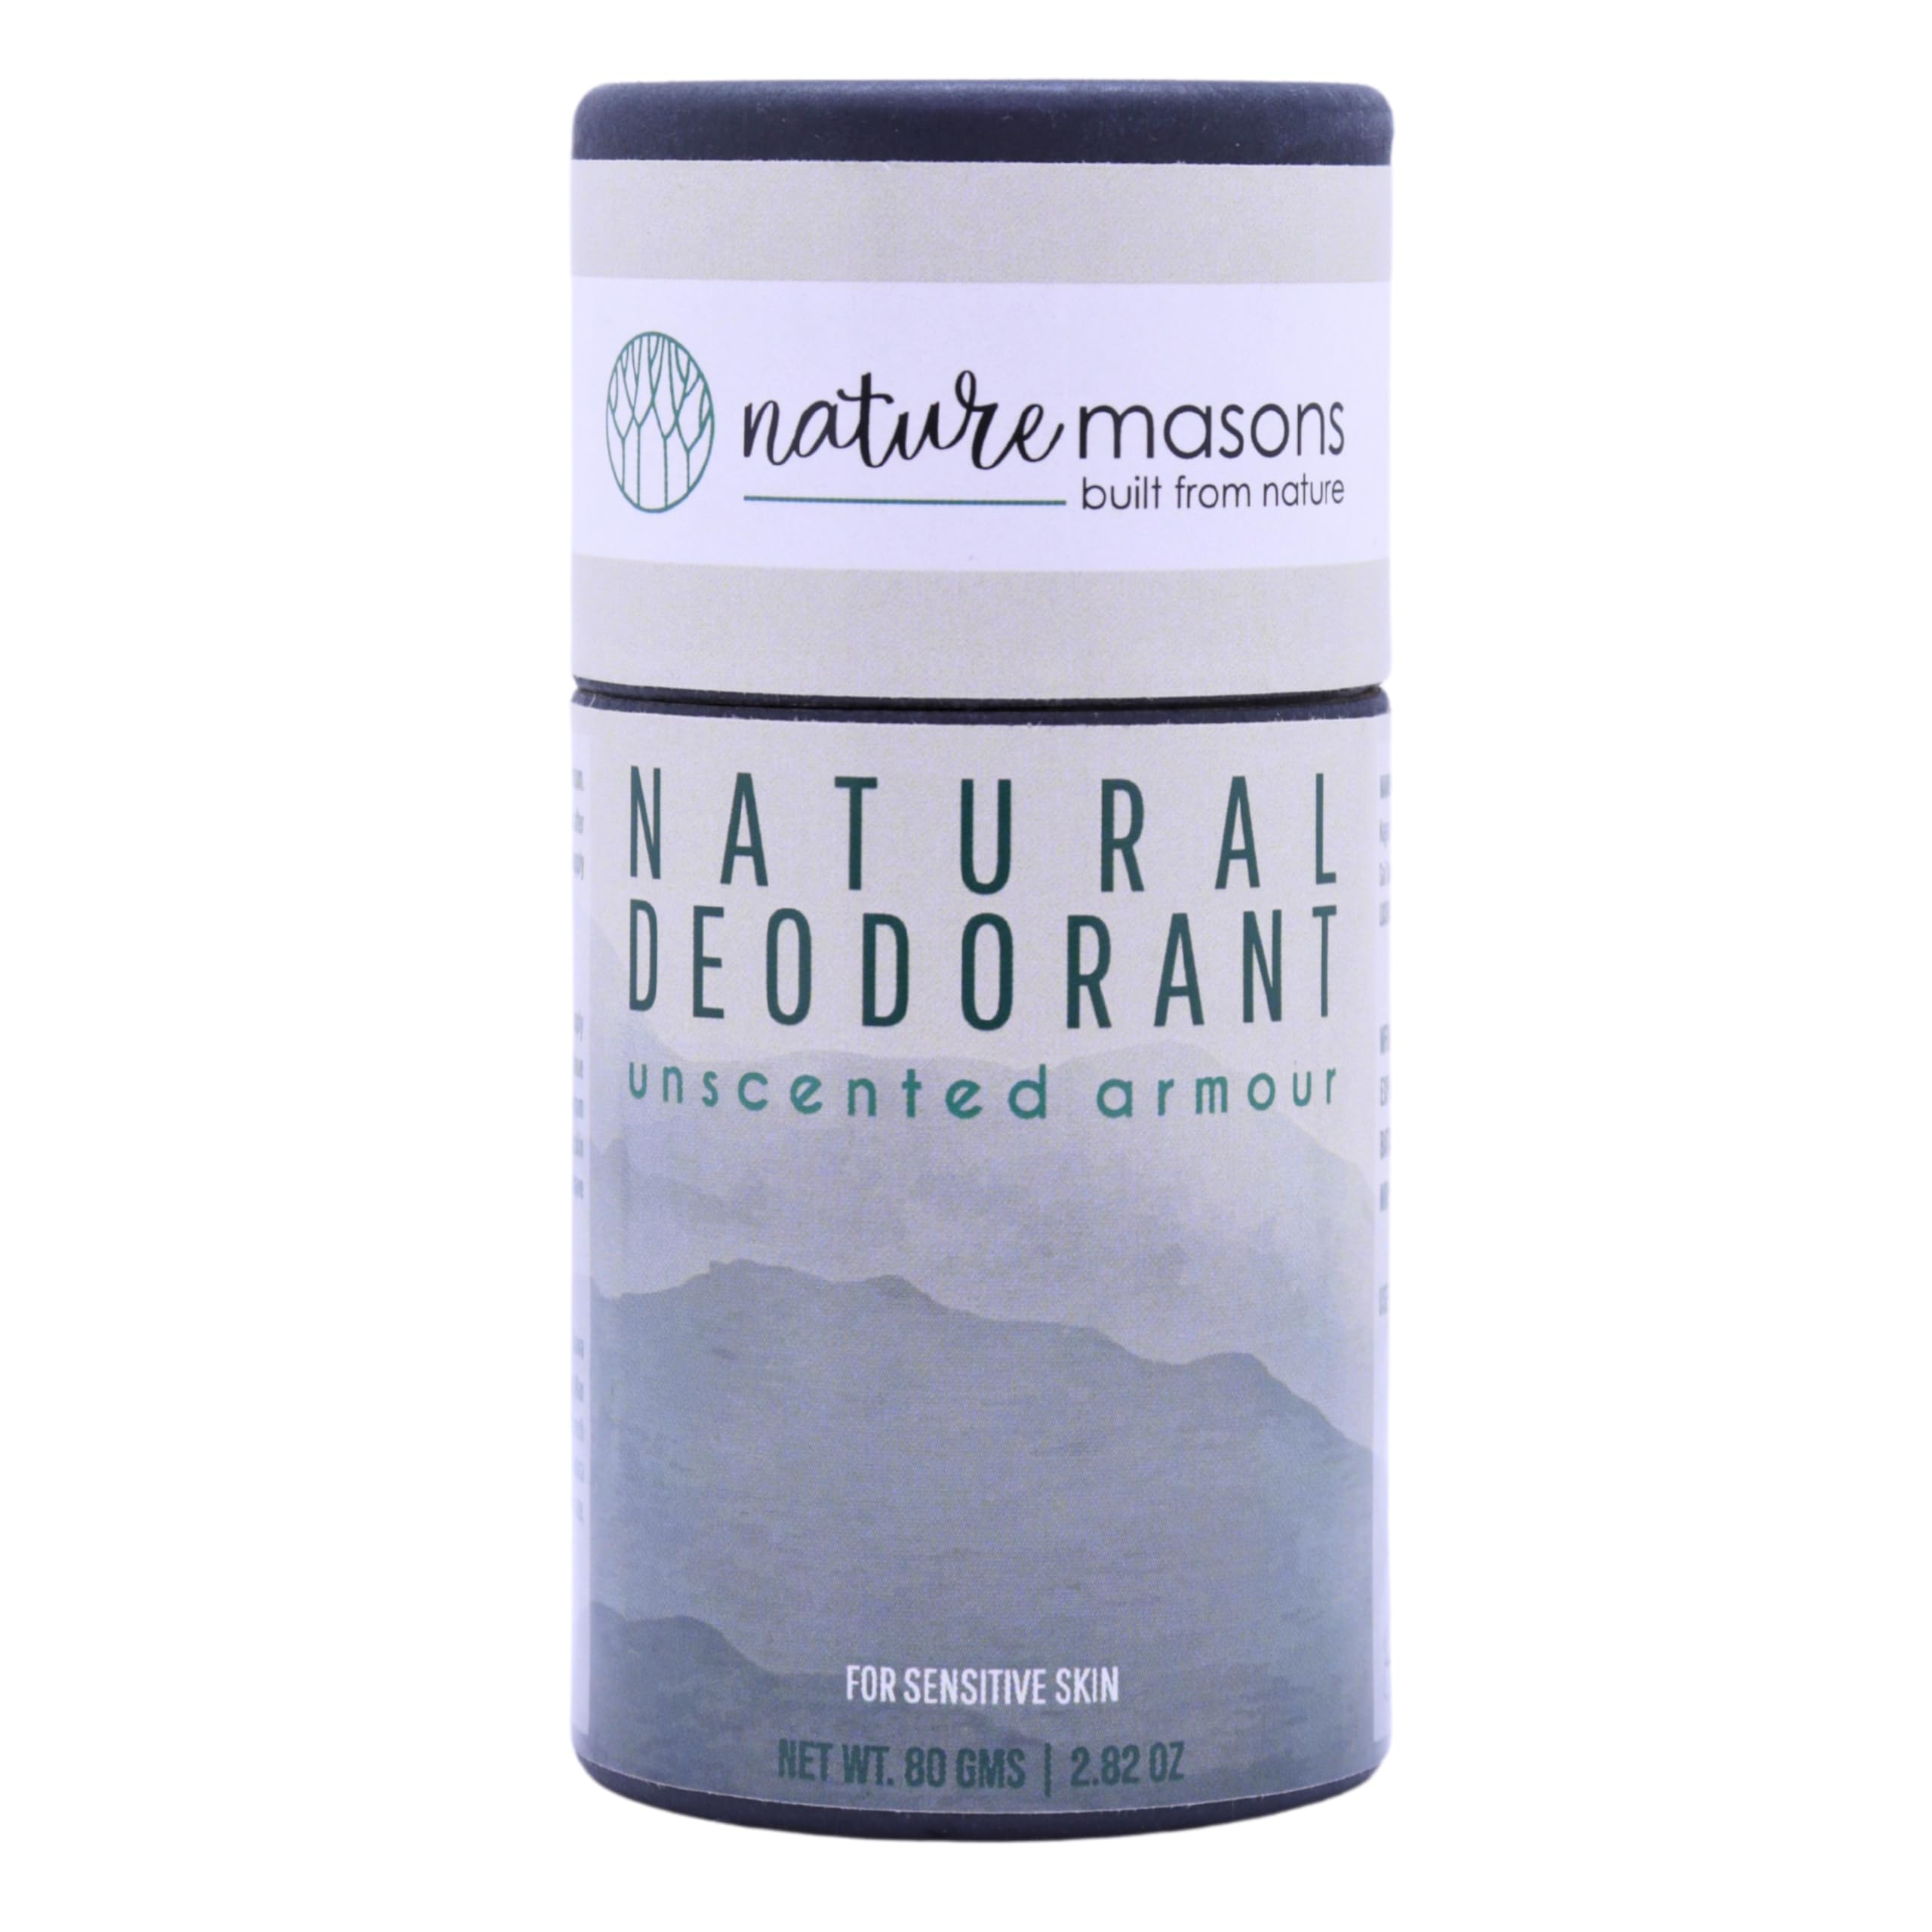 nature masons
built from nature
NATURAL
DEODORANT
unscented armour
FOR SENSITIVE SKIN
NET WT. 80 GMS | 2.82 OZ